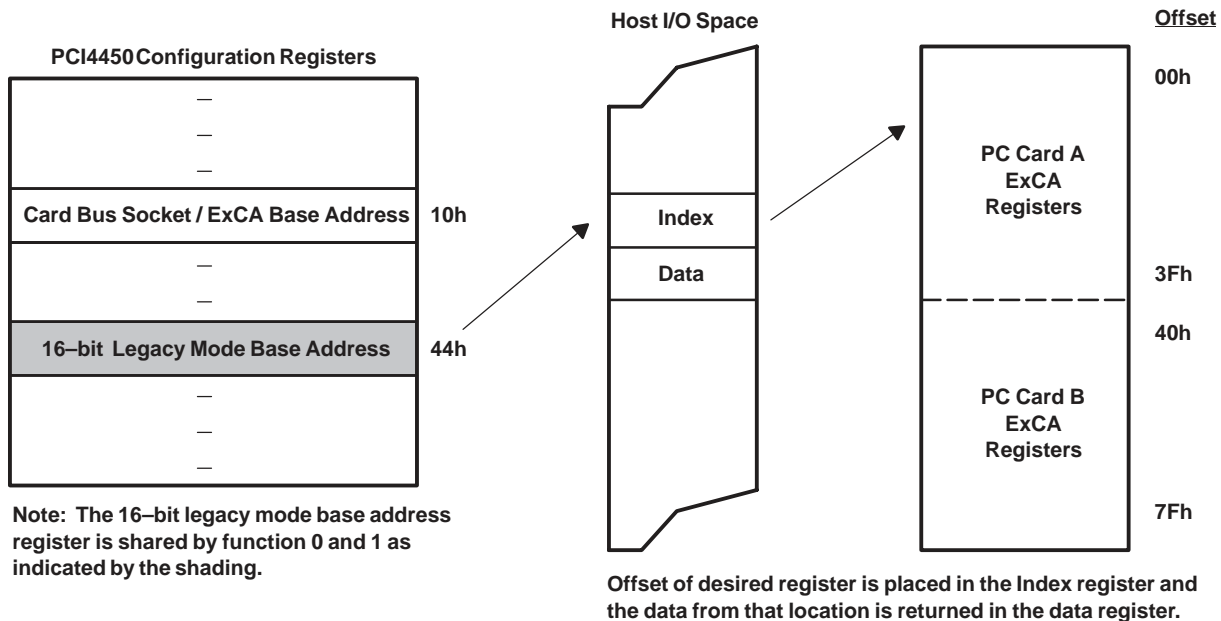 PCI4450 Configuration Registers
—
—
—
Card Bus Socket / ExCA Base Address
10h
—
—
16–bit Legacy Mode Base Address
44h
—
—
—
Note: The 16–bit legacy mode base address
register is shared by function 0 and 1 as
indicated by the shading.
Host I/O Space
Index
Data
Offset
00h
PC Card A
ExCA
Registers
3Fh
40h
PC Card B
ExCA
Registers
7Fh
Offset of desired register is placed in the Index register and
the data from that location is returned in the data register.